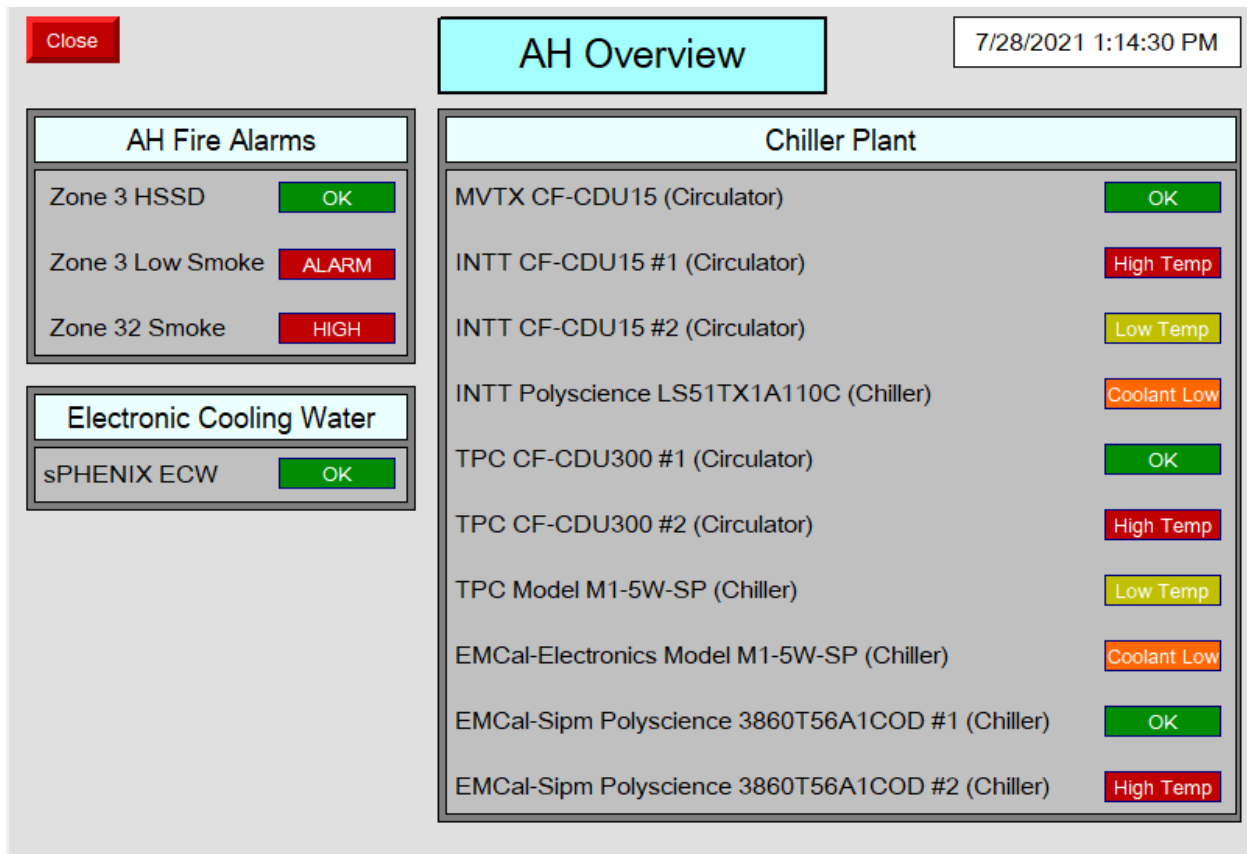 Close
AH Overview
7/28/2021 1:14:30 PM
AH Fire Alarms
Zone 3 HSSD OK
Zone 3 Low Smoke ALARM
Zone 32 Smoke HIGH
Electronic Cooling Water
sPHENIX ECW OK
Chiller Plant
MVTX CF-CDU15 (Circulator) OK
INTT CF-CDU15 #1 (Circulator) High Temp
INTT CF-CDU15 #2 (Circulator) Low Temp
INTT Polyscience LS51TX1A110C (Chiller) Coolant Low
TPC CF-CDU300 #1 (Circulator) OK
TPC CF-CDU300 #2 (Circulator) High Temp
TPC Model M1-5W-SP (Chiller) Low Temp
EMCal-Electronics Model M1-5W-SP (Chiller) Coolant Low
EMCal-Sipm Polyscience 3860T56A1COD #1 (Chiller) OK
EMCal-Sipm Polyscience 3860T56A1COD #2 (Chiller) High Temp